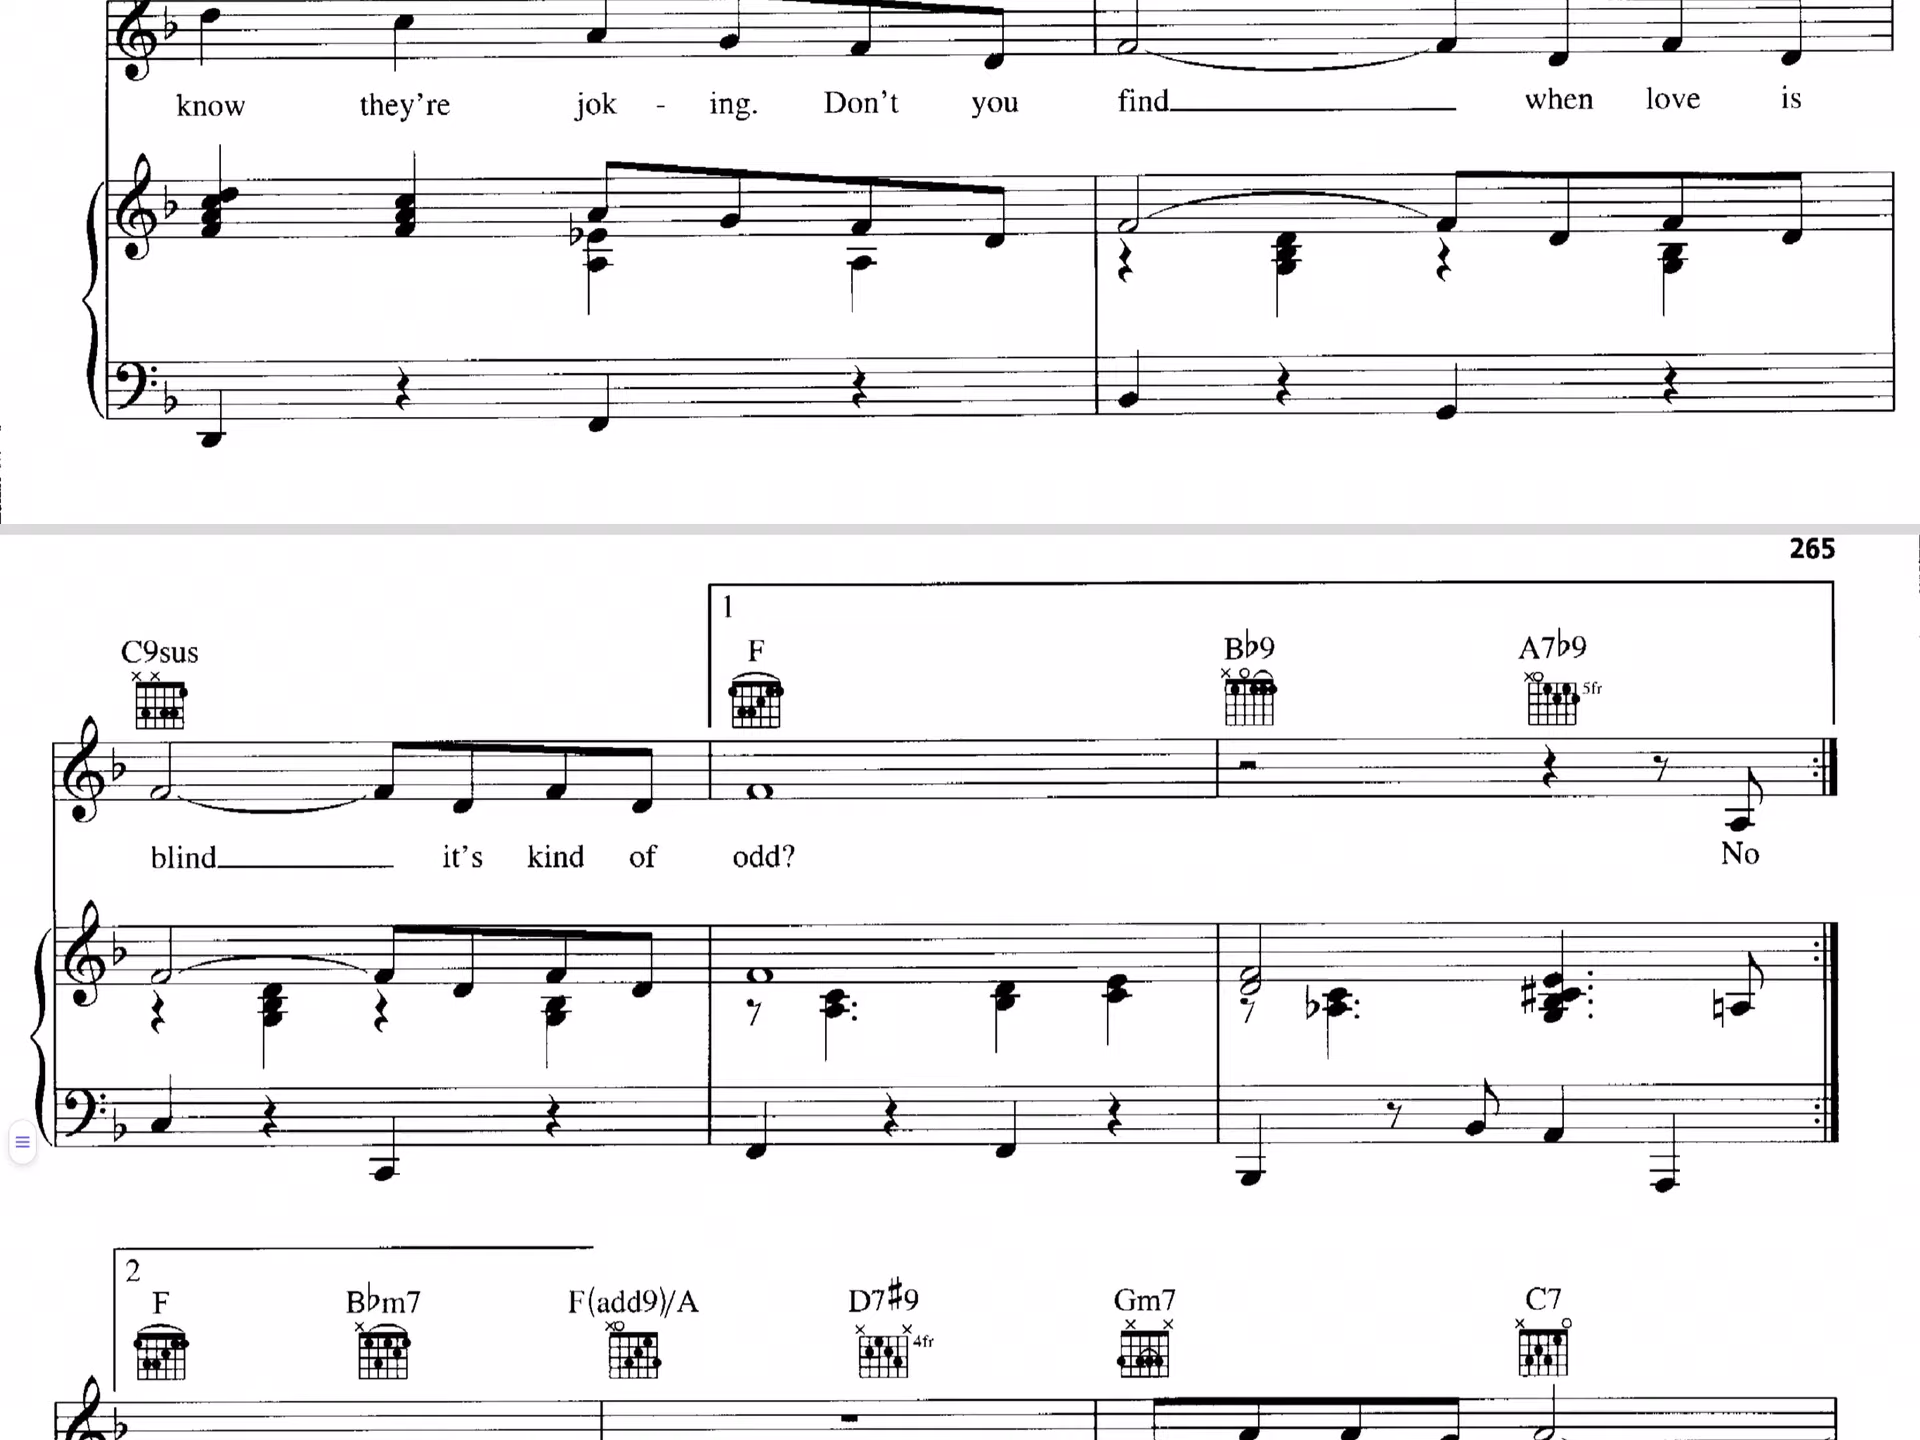 know they're jok - ing. Don't you find when love is
265
1
C9sus F B♭9 A7♭9
5fr
blind it's kind of odd? No
2
F B♭m7 F(add9)/A D7♯9 Gm7 C7
4fr